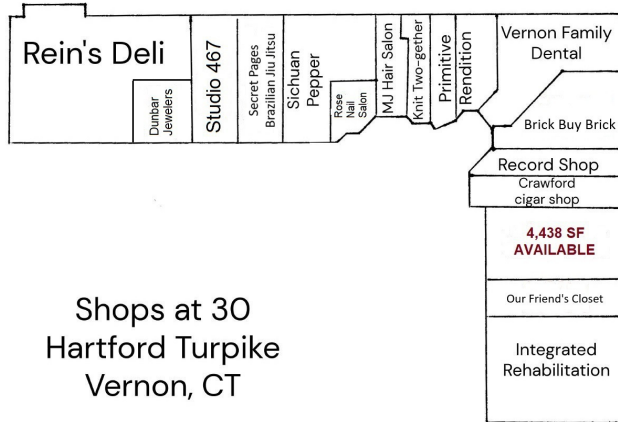 Rein's Deli
Dunbar
Jewelers
Studio 467
Secret Pages
Brazilian Jiu Jitsu
Sichuan
Pepper
Rose
Nail
Salon
MJ Hair Salon
Knit Two-gether
Primitive
Rendition
Vernon Family
Dental
Brick Buy Brick
Record Shop
Crawford
cigar shop
4,438 SF
AVAILABLE
Our Friend's Closet
Integrated
Rehabilitation
Shops at 30
Hartford Turpike
Vernon, CT